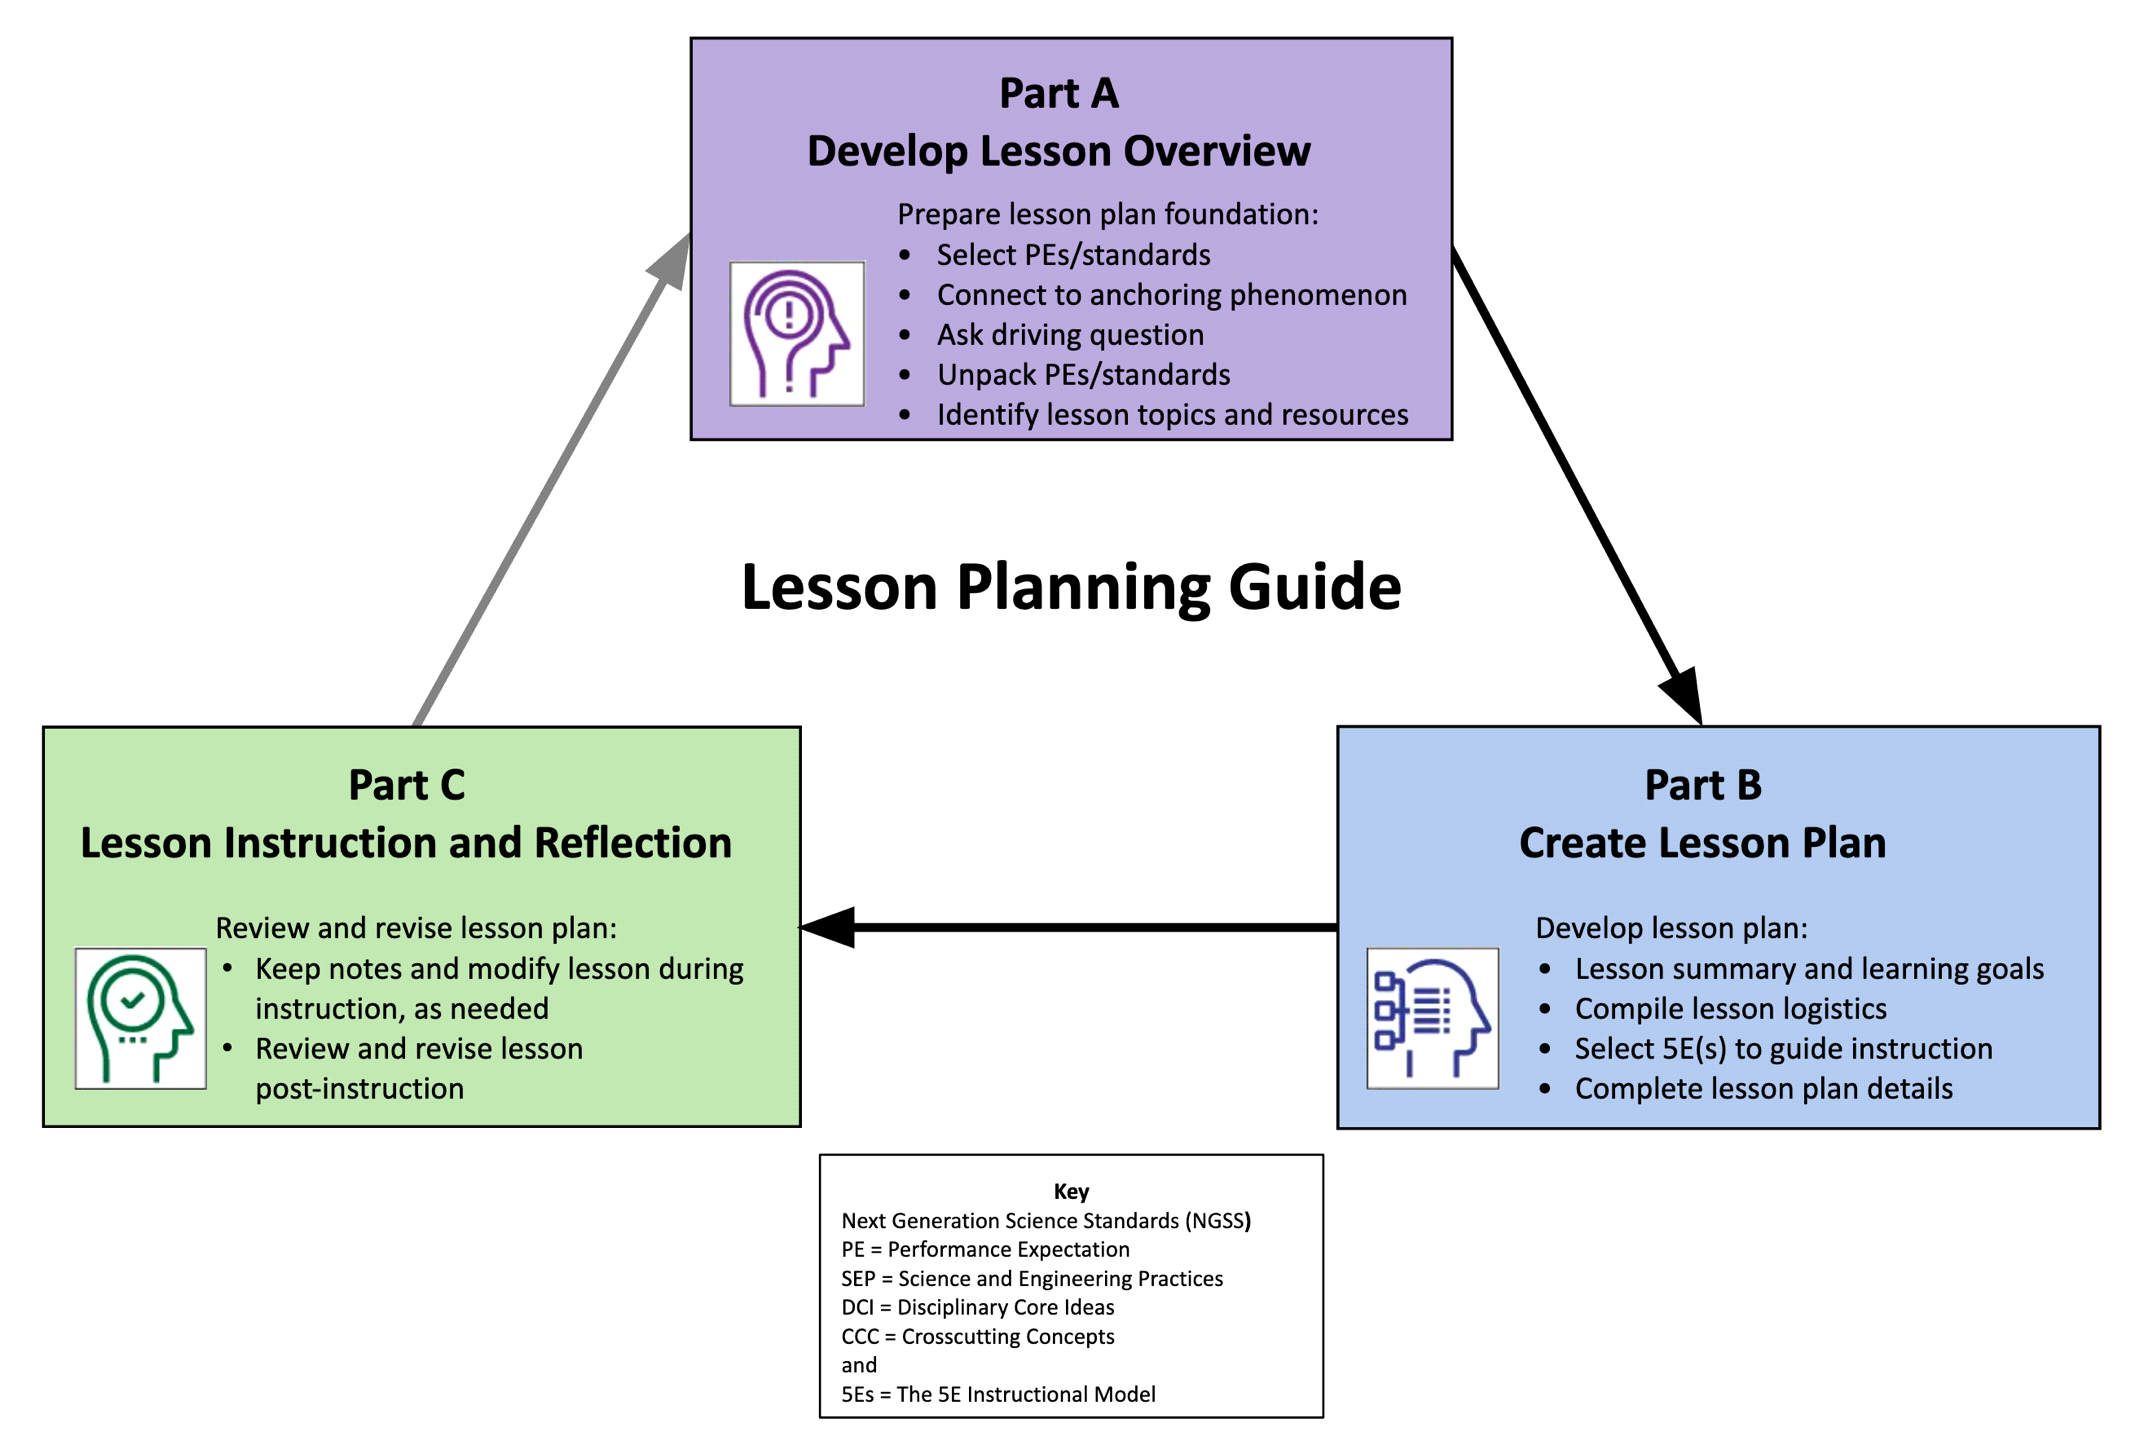 Part A
Develop Lesson Overview
Prepare lesson plan foundation:
• Select PEs/standards
• Connect to anchoring phenomenon
• Ask driving question
• Unpack PEs/standards
• Identify lesson topics and resources
Lesson Planning Guide
Part C
Lesson Instruction and Reflection
Review and revise lesson plan:
• Keep notes and modify lesson during
instruction, as needed
• Review and revise lesson
post-instruction
Part B
Create Lesson Plan
Develop lesson plan:
• Lesson summary and learning goals
• Compile lesson logistics
• Select 5E(s) to guide instruction
• Complete lesson plan details
Key
Next Generation Science Standards (NGSS)
PE = Performance Expectation
SEP = Science and Engineering Practices
DCI = Disciplinary Core Ideas
CCC = Crosscutting Concepts
and
5Es = The 5E Instructional Model